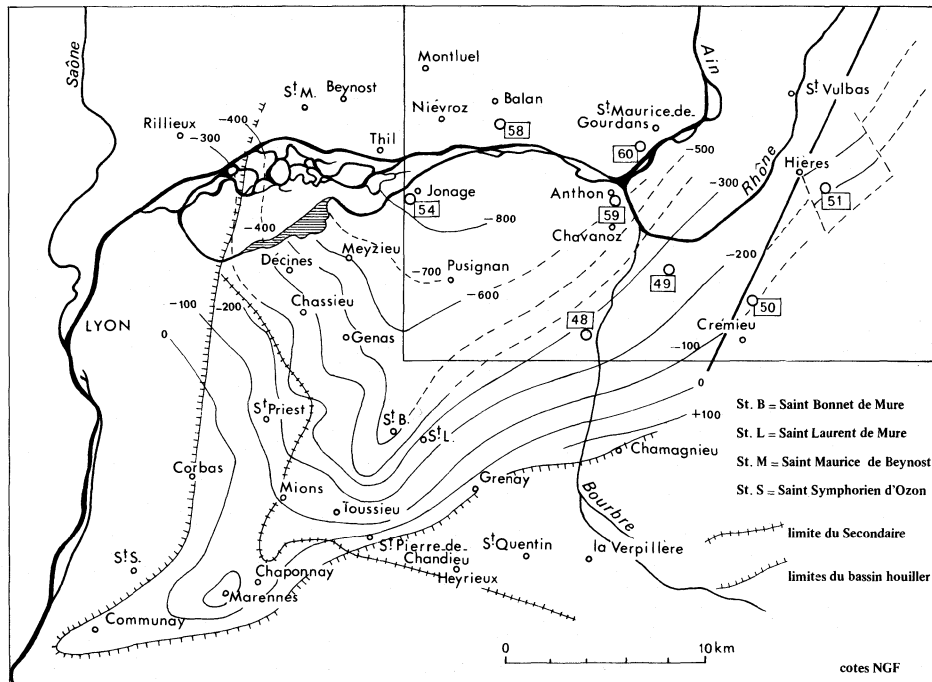 Saône
Ain
Montluel
St M.
Beynost
Niévroz
Balan
58
St Maurice-de-
Gourdans
60
St Vulbas
Rillieux
-300
-400
Thil
-500
-300
Rhône
Hières
51
Jonage
54
Anthon
59
Chavanoz
-800
-400
Décines
Meyzieu
-700
Pusignan
-600
-200
49
50
-100
-200
Chassieu
LYON
0
Genas
48
Cremieu
-100
0
+100
St Priest
St B.
St L.
Corbas
Mions
Toussieu
Grenay
Chamagnieu
Bourbre
St S.
St Pierre-de-
Chandieu
St Quentin
la Verpillère
Heyrieux
Chaponnay
Marennes
Communay
St. B = Saint Bonnet de Mure
St. L = Saint Laurent de Mure
St. M = Saint Maurice de Beynost
St. S = Saint Symphorien d'Ozon
limite du Secondaire
limites du bassin houiller
0 10 km
cotes NGF